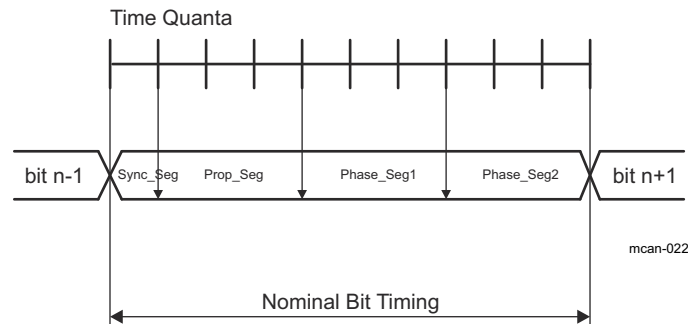 Time Quanta
bit n-1 Sync_Seg Prop_Seg Phase_Seg1 Phase_Seg2 bit n+1
mcan-022
Nominal Bit Timing